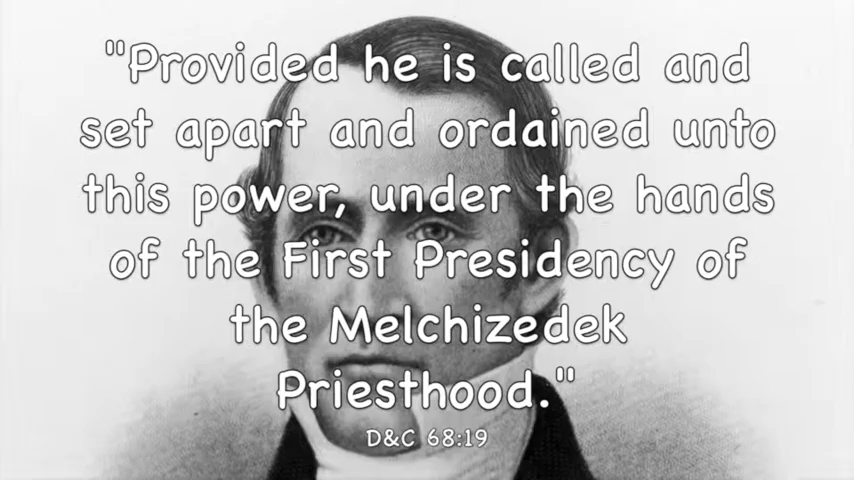 "Provided he is called and
set apart and ordained unto
this power, under the hands
of the First Presidency of
the Melchizedek
Priesthood."
D&C 68:19